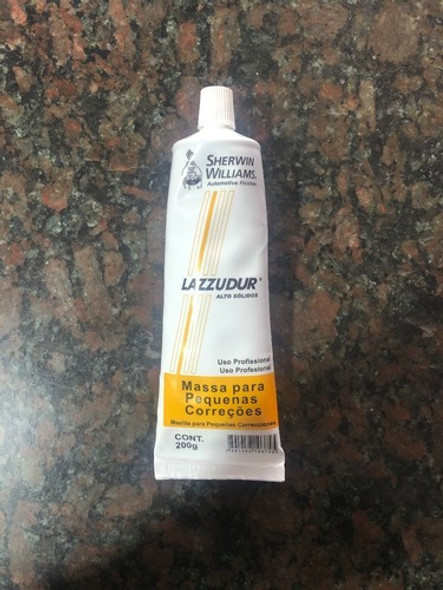 SHERWIN
WILLIAMS.
Automotive Finishes
LAZZUDUR®
ALTO SÓLIDOS
Uso Profissional
Uso Profesional
Massa para
Pequenas
Correções
Masilla para Pequeñas Correcciones
CONT.
200g